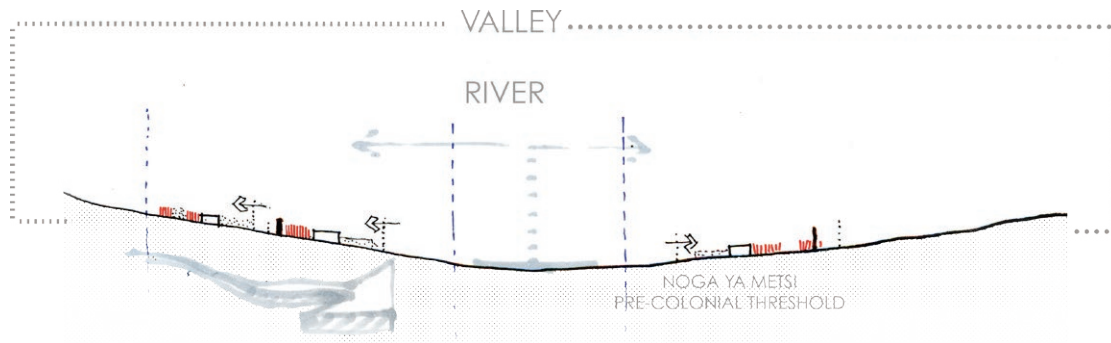 VALLEY
RIVER
NOGA YA METSI
PRE-COLONIAL THRESHOLD